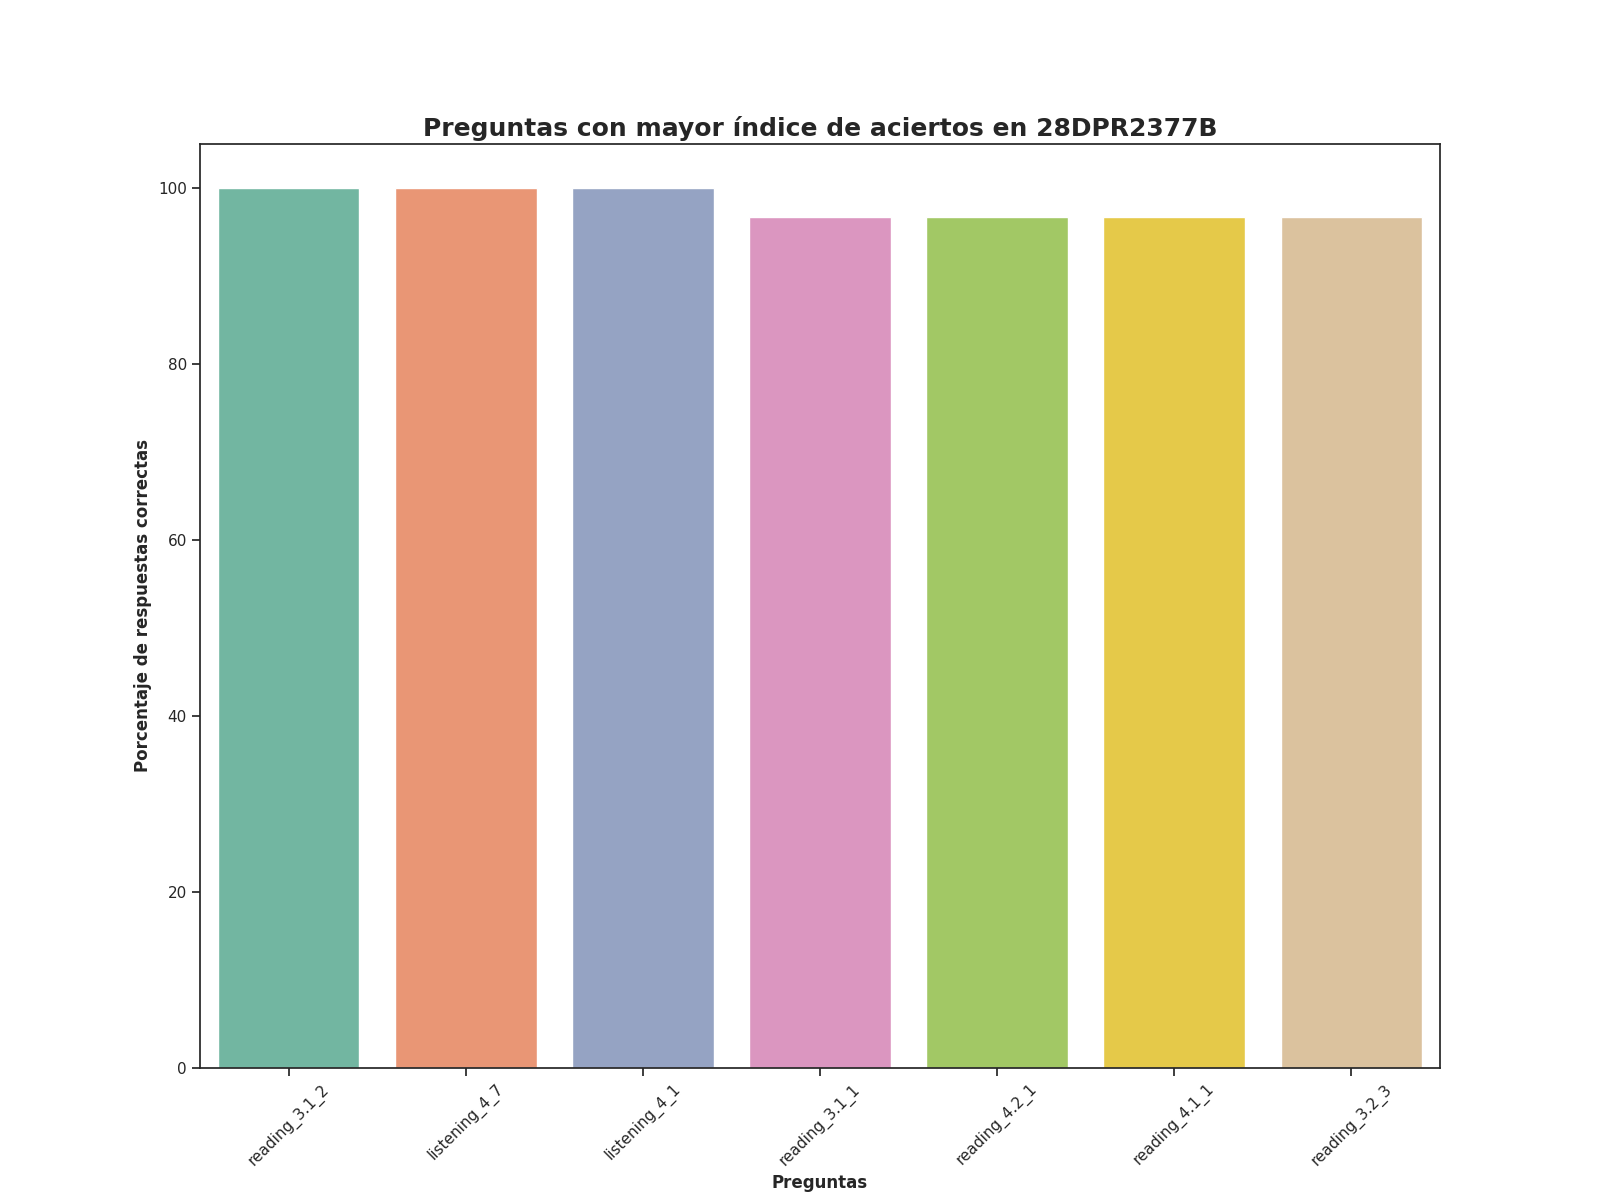 Preguntas con mayor índice de aciertos en 28DPR2377B
Porcentaje de respuestas correctas
100
80
60
40
20
0
reading_3.1_2
listening_4_7
listening_4_1
reading_3.1_1
reading_4.2_1
reading_4.1_1
reading_3.2_3
Preguntas